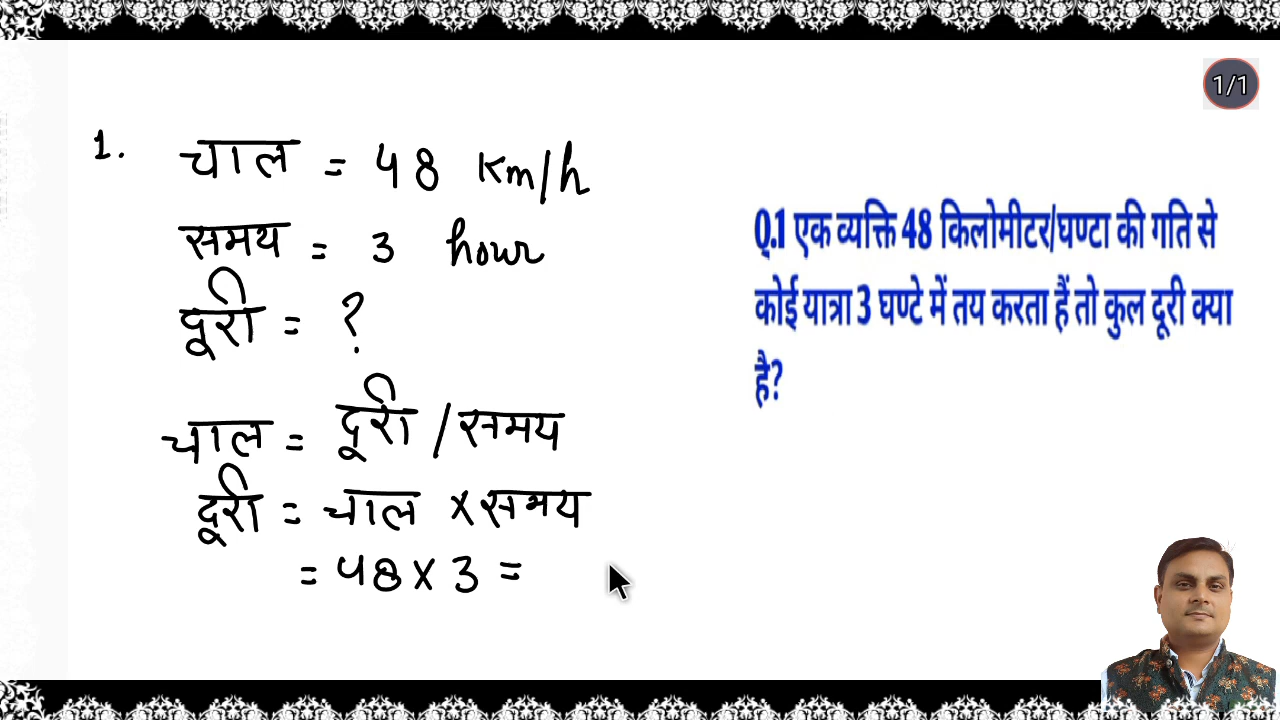 1/1
1. चाल = 48 Km/h
समय = 3 hour
दूरी = ?
चाल = दूरी / समय
दूरी = चाल × समय
= 48 × 3 =
Q.1 एक व्यक्ति 48 किलोमीटर/घण्टा की गति से
कोई यात्रा 3 घण्टे में तय करता हैं तो कुल दूरी क्या
है?